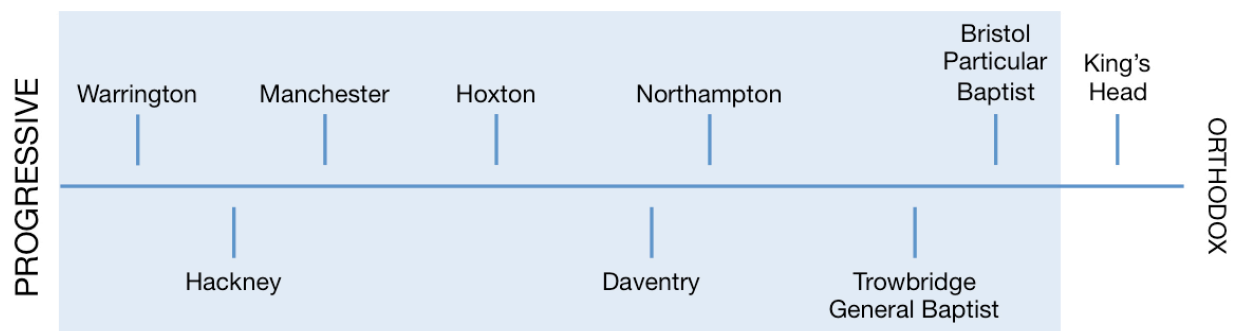 PROGRESSIVE
Warrington
Manchester
Hoxton
Northampton
Bristol
Particular
Baptist
King’s
Head
ORTHODOX
Hackney
Daventry
Trowbridge
General Baptist